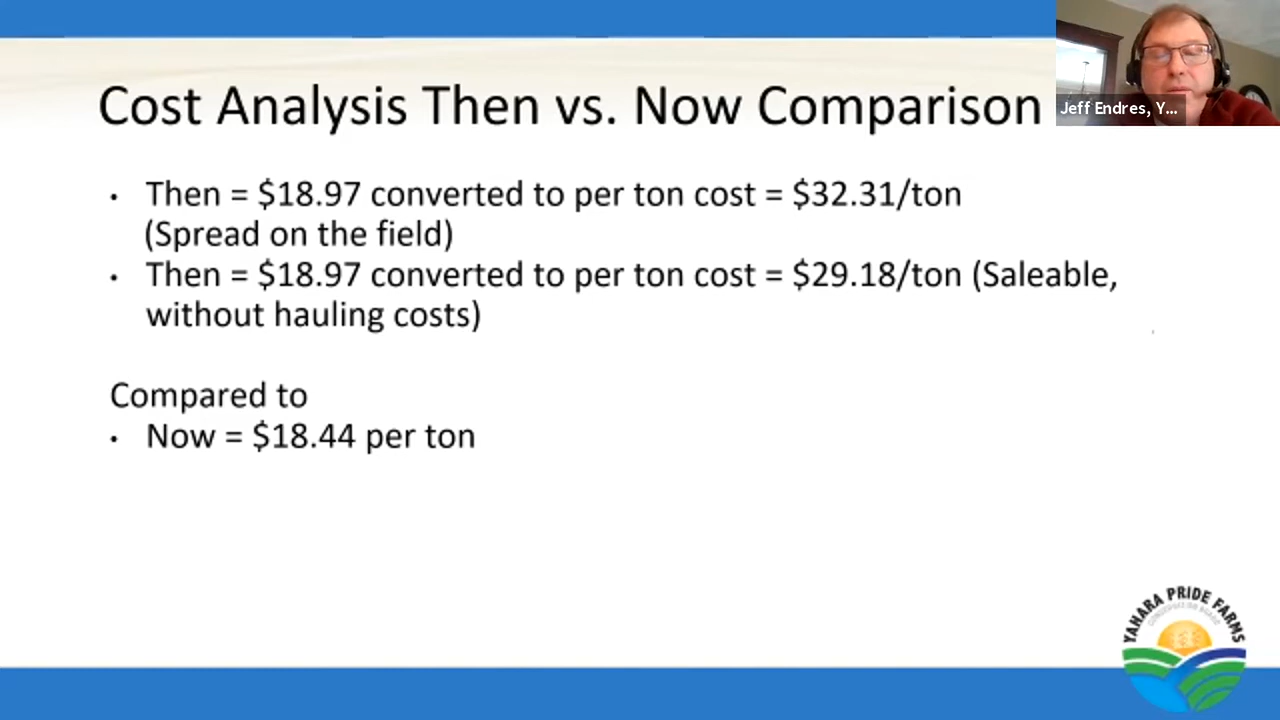 Cost Analysis Then vs. Now Comparison
Jeff Endres, Y...
• Then = $18.97 converted to per ton cost = $32.31/ton
(Spread on the field)
• Then = $18.97 converted to per ton cost = $29.18/ton (Saleable,
without hauling costs)
Compared to
• Now = $18.44 per ton
YAHARA PRIDE FARMS